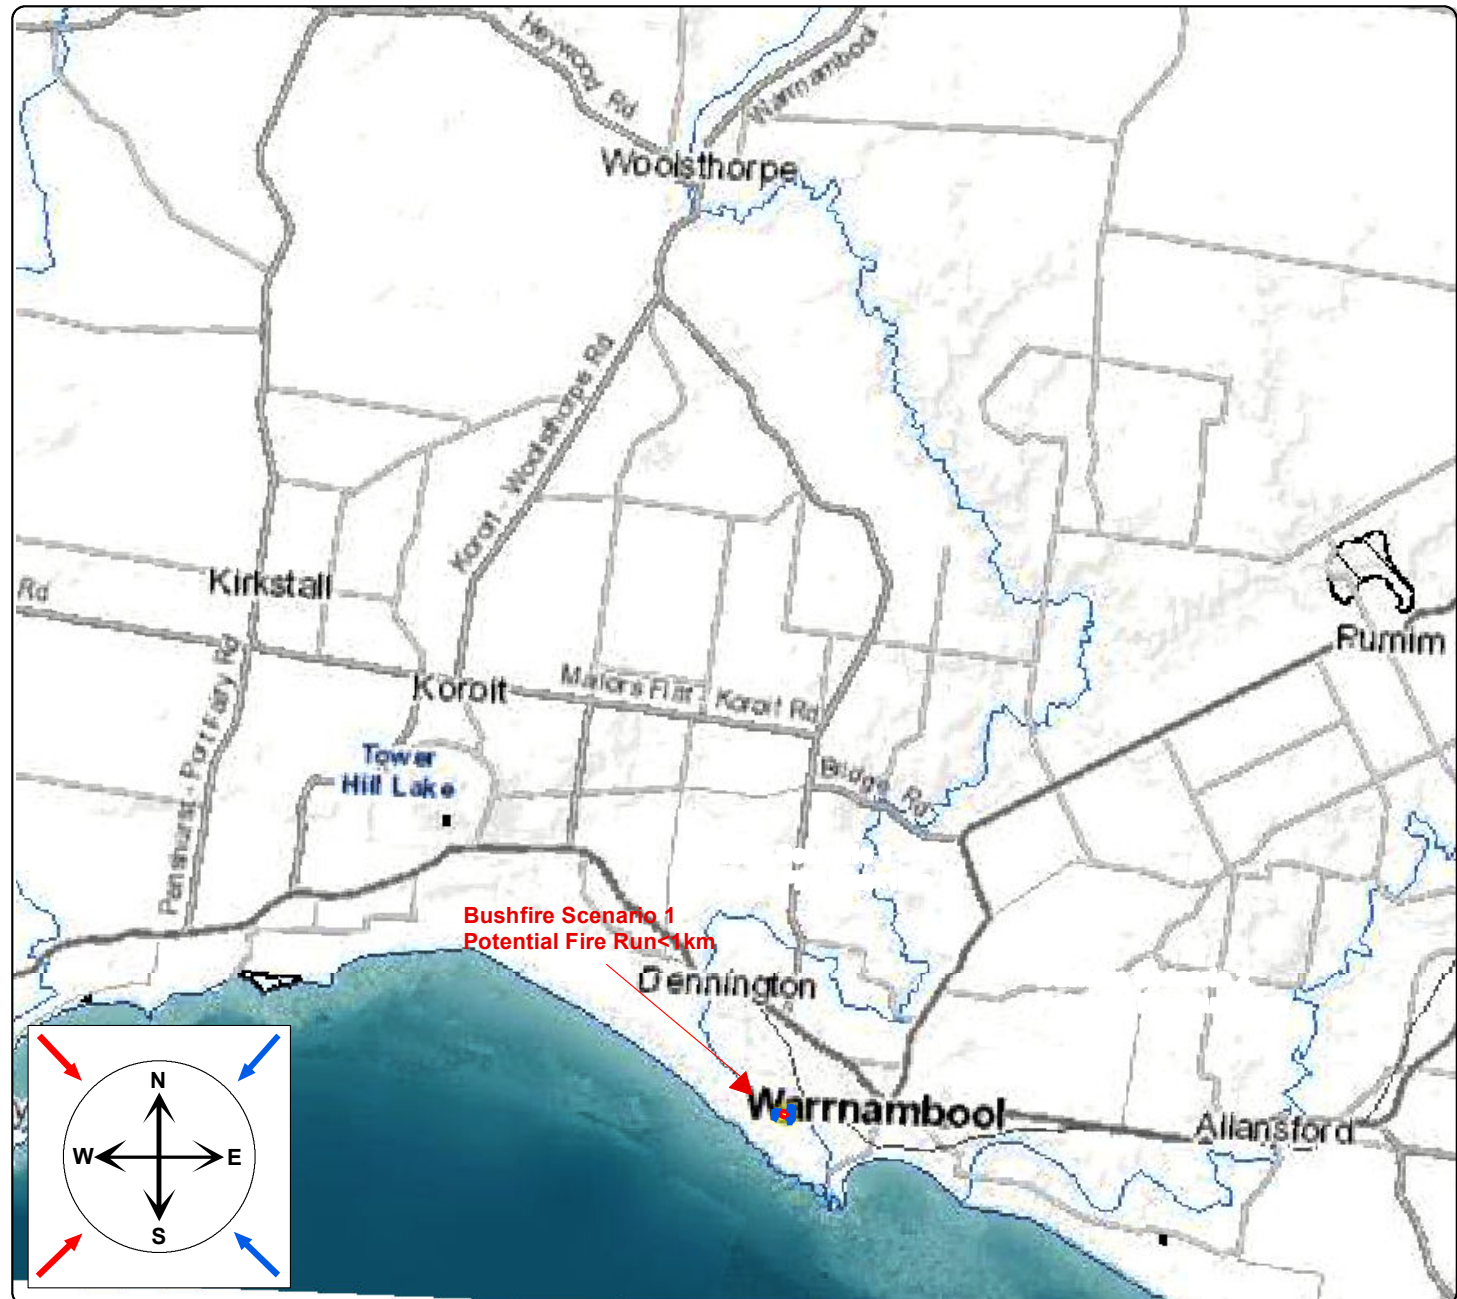 Heywood Rd
Warrnambool
Woolsthorpe
Koroit - Woolsthorpe Rd
Kirkstall
Rd
Purnim
Koroit
Mailors Flat - Koroit Rd
Penshurst - Port Fairy Rd
Tower
Hill Lake
Bridge Rd
Bushfire Scenario 1
Potential Fire Run<1km
Dennington
Warrnambool
Allansford
N
W
E
S